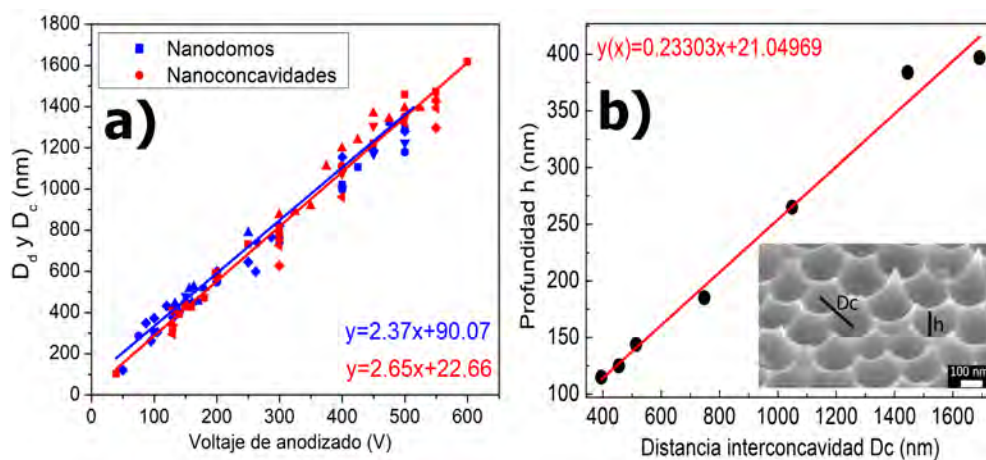 a)
Nanodomos
Nanoconcavidades
y=2.37x+90.07
y=2.65x+22.66
D_d y D_c (nm)
1800
1600
1400
1200
1000
800
600
400
200
0
0 100 200 300 400 500 600
Voltaje de anodizado (V)
b)
y(x)=0.23303x+21.04969
Profundidad h (nm)
400
350
300
250
200
150
100
Dc
h
100 nm
400 600 800 1000 1200 1400 1600
Distancia interconcavidad Dc (nm)